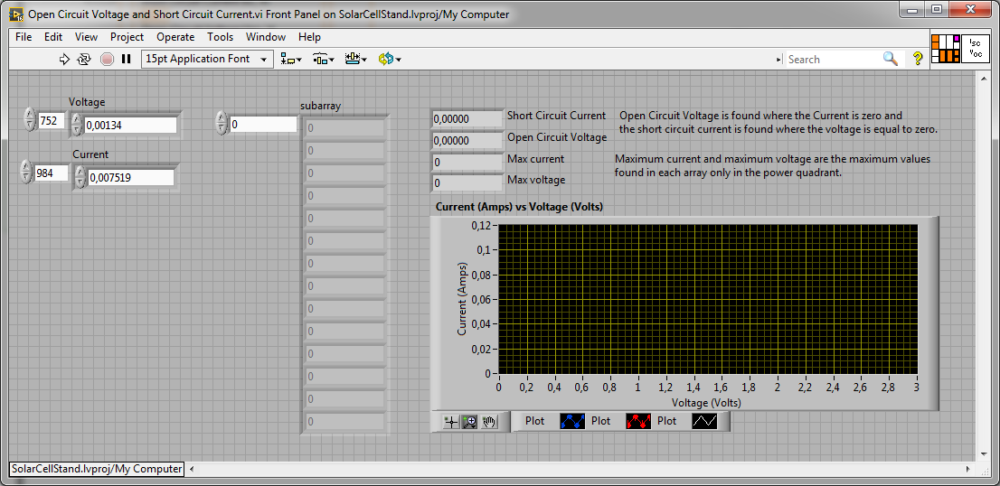 Open Circuit Voltage and Short Circuit Current.vi Front Panel on SolarCellStand.lvproj/My Computer
File Edit View Project Operate Tools Window Help
15pt Application Font
Search
Isc
Voc
Voltage
752
0,00134
Current
984
0,007519
0
subarray
0
0
0
0
0
0
0
0
0
0
0
0
0
0
0,00000 Short Circuit Current
0,00000 Open Circuit Voltage
0 Max current
0 Max voltage
Open Circuit Voltage is found where the Current is zero and
the short circuit current is found where the voltage is equal to zero.
Maximum current and maximum voltage are the maximum values
found in each array only in the power quadrant.
Current (Amps) vs Voltage (Volts)
Current (Amps)
0,12
0,1
0,08
0,06
0,04
0,02
0
0 0,2 0,4 0,6 0,8 1 1,2 1,4 1,6 1,8 2 2,2 2,4 2,6 2,8 3
Voltage (Volts)
Plot Plot Plot
SolarCellStand.lvproj/My Computer